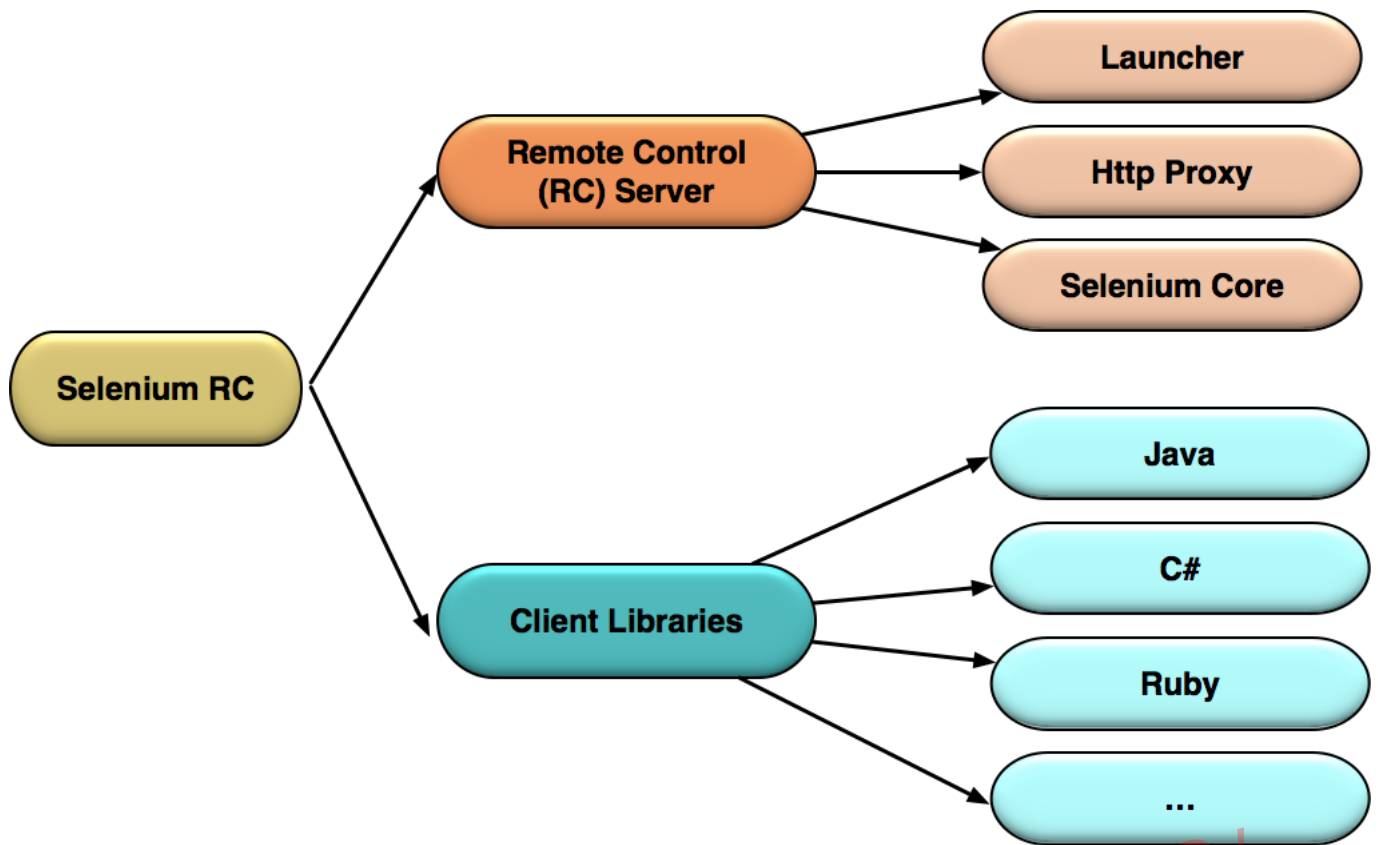 Launcher
Remote Control
(RC) Server
Http Proxy
Selenium Core
Selenium RC
Java
C#
Client Libraries
Ruby
...